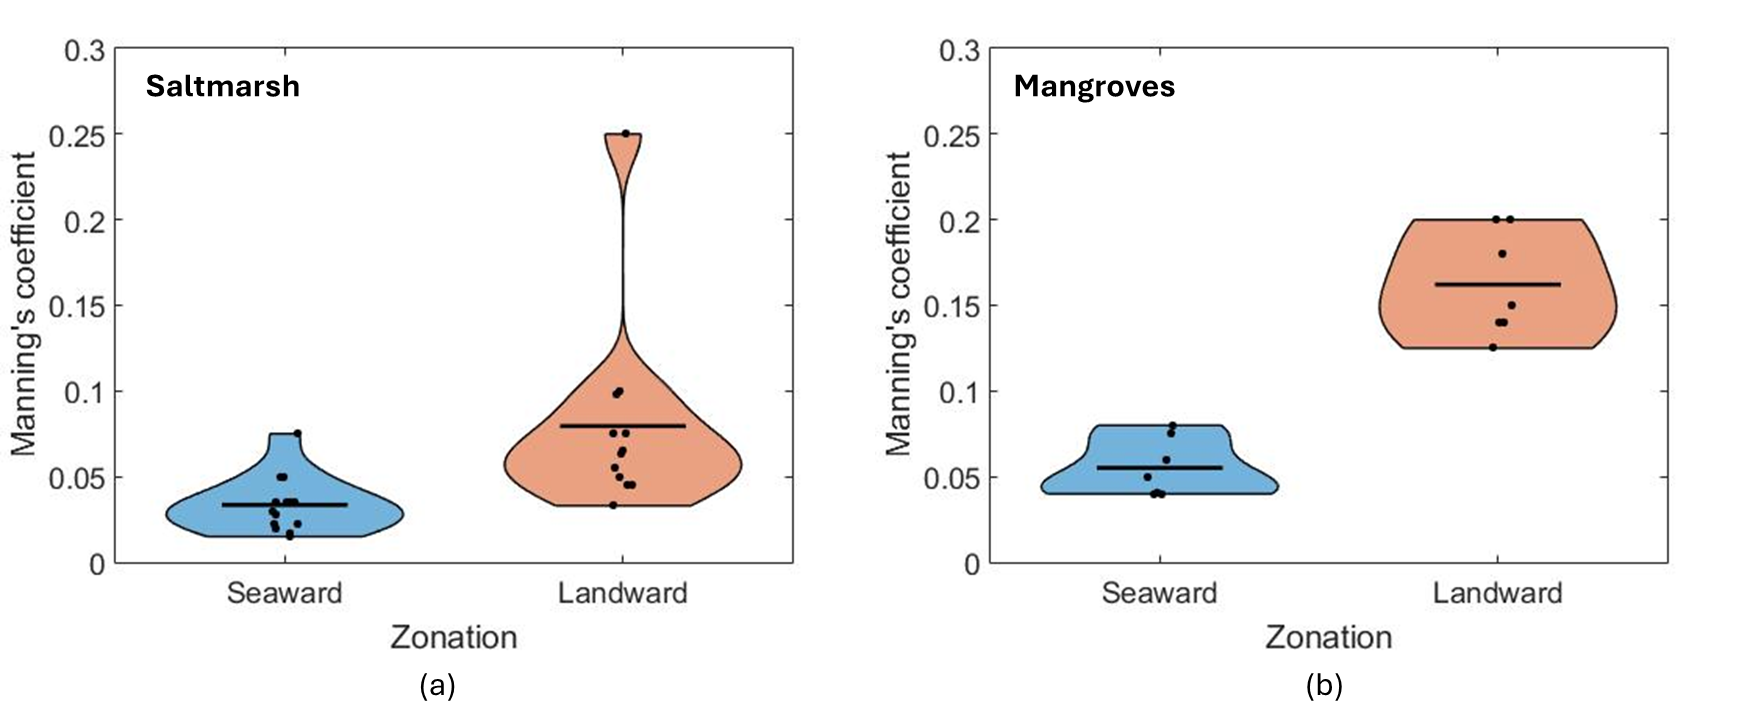 Saltmarsh
Manning's coefficient
0.3
0.25
0.2
0.15
0.1
0.05
0
Seaward
Landward
Zonation
(a)
Mangroves
Manning's coefficient
0.3
0.25
0.2
0.15
0.1
0.05
0
Seaward
Landward
Zonation
(b)